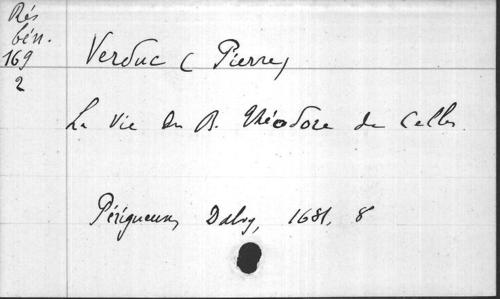 Rés
bén.
169
2
Verduc (Pierre)
La Vie du B. Théodore de Celles.
Périgueux, Dalvy, 1681, 8